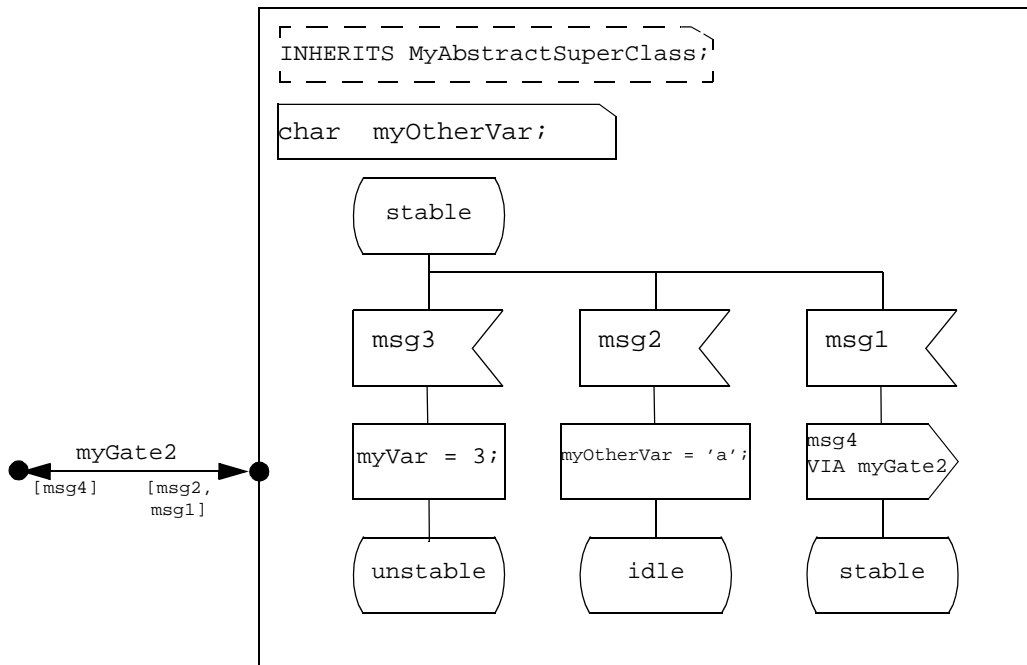 INHERITS MyAbstractSuperClass;
char  myOtherVar;
stable
msg3
msg2
msg1
myGate2
[msg4]
[msg2,
msg1]
myVar = 3;
myOtherVar = ’a’;
msg4
VIA myGate2
unstable
idle
stable